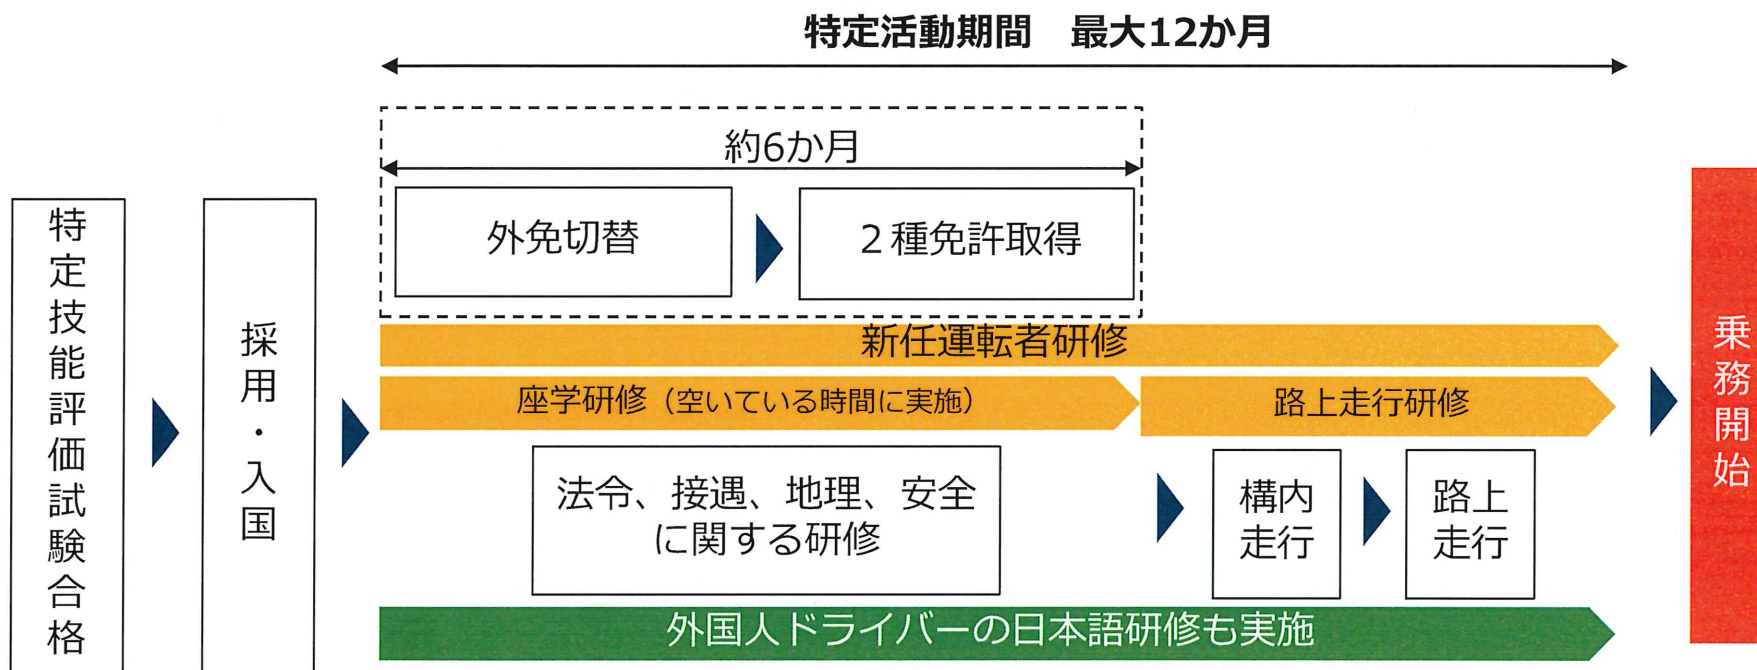 特定活動期間　最大12か月
約6か月
外免切替
２種免許取得
特定技能評価試験合格
採用・入国
新任運転者研修
座学研修（空いている時間に実施）
路上走行研修
法令、接遇、地理、安全
に関する研修
構内
走行
路上
走行
外国人ドライバーの日本語研修も実施
乗務開始